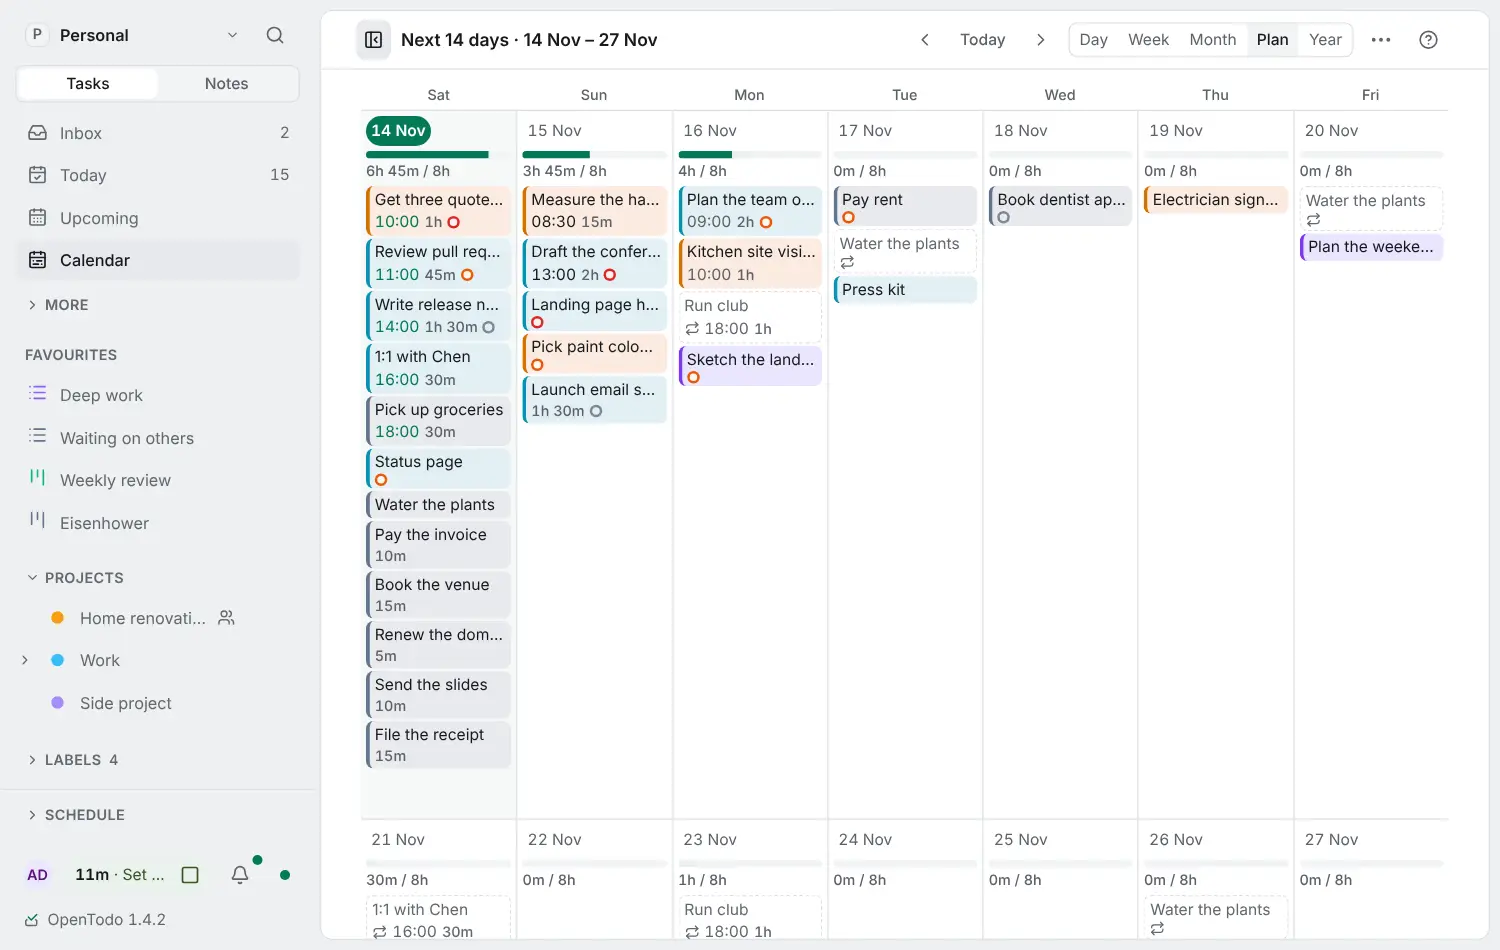 P Personal
Tasks Notes
Inbox 2
Today 15
Upcoming
Calendar
MORE
FAVOURITES
Deep work
Waiting on others
Weekly review
Eisenhower
PROJECTS
Home renovati...
Work
Side project
LABELS 4
SCHEDULE
AD 11m · Set ...
OpenTodo 1.4.2
Next 14 days · 14 Nov – 27 Nov
Today
Day Week Month Plan Year
Sat Sun Mon Tue Wed Thu Fri
14 Nov
6h 45m / 8h
Get three quote...
10:00 1h
Review pull req...
11:00 45m
Write release n...
14:00 1h 30m
1:1 with Chen
16:00 30m
Pick up groceries
18:00 30m
Status page
Water the plants
Pay the invoice
10m
Book the venue
15m
Renew the dom...
5m
Send the slides
10m
File the receipt
15m
15 Nov
3h 45m / 8h
Measure the ha...
08:30 15m
Draft the confer...
13:00 2h
Landing page h...
Pick paint colo...
Launch email s...
1h 30m
16 Nov
4h / 8h
Plan the team o...
09:00 2h
Kitchen site visi...
10:00 1h
Run club
18:00 1h
Sketch the land...
17 Nov
0m / 8h
Pay rent
Water the plants
Press kit
18 Nov
0m / 8h
Book dentist ap...
19 Nov
0m / 8h
Electrician sign...
20 Nov
0m / 8h
Water the plants
Plan the weeke...
21 Nov
30m / 8h
1:1 with Chen
16:00 30m
22 Nov
0m / 8h
23 Nov
1h / 8h
Run club
18:00 1h
24 Nov
0m / 8h
25 Nov
0m / 8h
26 Nov
0m / 8h
Water the plants
27 Nov
0m / 8h